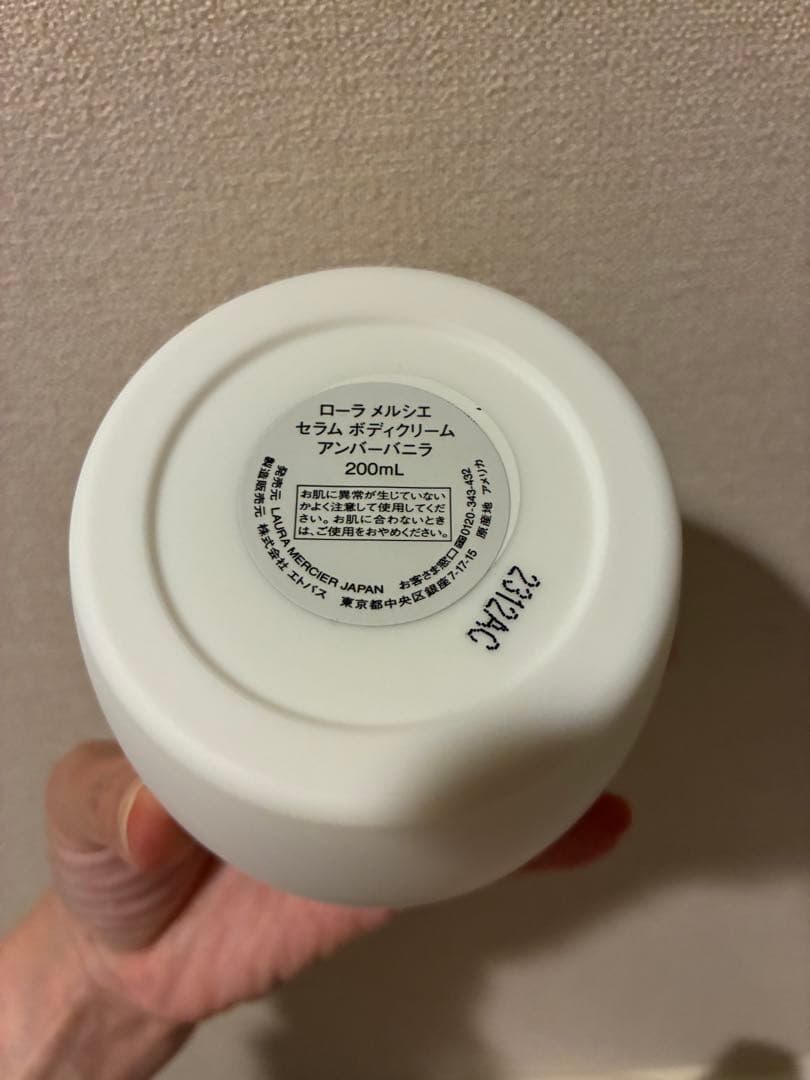 ローラ メルシエ
セラム ボディクリーム
アンバーバニラ
200mL
お肌に異常が生じていない
かよく注意して使用してくだ
さい。お肌に合わないとき
は、ご使用をおやめください。
発売元 LAURA MERCIER JAPAN お客さま窓口 ☎0120-343-432
製造販売元 株式会社 エトバス 東京都中央区銀座7-17-15 原産地 アメリカ
2312AC